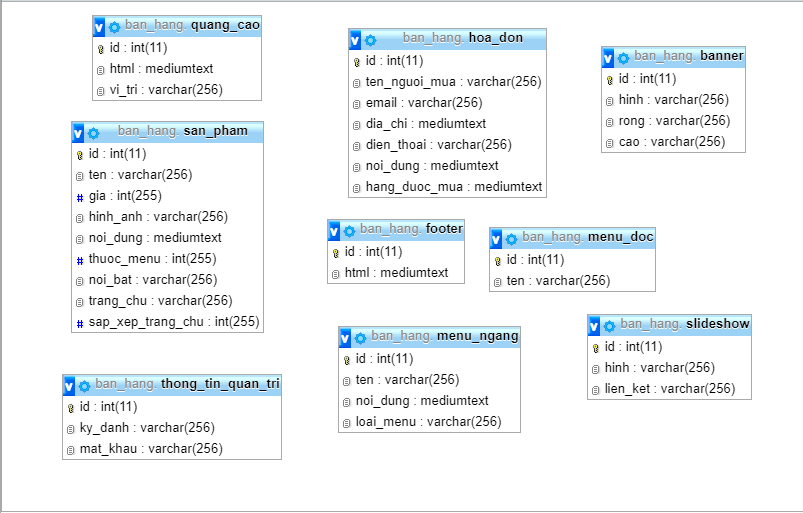 ban_hang. quang_cao
id : int(11)
html : mediumtext
vi_tri : varchar(256)
ban_hang. san_pham
id : int(11)
ten : varchar(256)
gia : int(255)
hinh_anh : varchar(256)
noi_dung : mediumtext
thuoc_menu : int(255)
noi_bat : varchar(256)
trang_chu : varchar(256)
sap_xep_trang_chu : int(255)
ban_hang. thong_tin_quan_tri
id : int(11)
ky_danh : varchar(256)
mat_khau : varchar(256)
ban_hang. hoa_don
id : int(11)
ten_nguoi_mua : varchar(256)
email : varchar(256)
dia_chi : mediumtext
dien_thoai : varchar(256)
noi_dung : mediumtext
hang_duoc_mua : mediumtext
ban_hang. footer
id : int(11)
html : mediumtext
ban_hang. menu_doc
id : int(11)
ten : varchar(256)
ban_hang. menu_ngang
id : int(11)
ten : varchar(256)
noi_dung : mediumtext
loai_menu : varchar(256)
ban_hang. banner
id : int(11)
hinh : varchar(256)
rong : varchar(256)
cao : varchar(256)
ban_hang. slideshow
id : int(11)
hinh : varchar(256)
lien_ket : varchar(256)